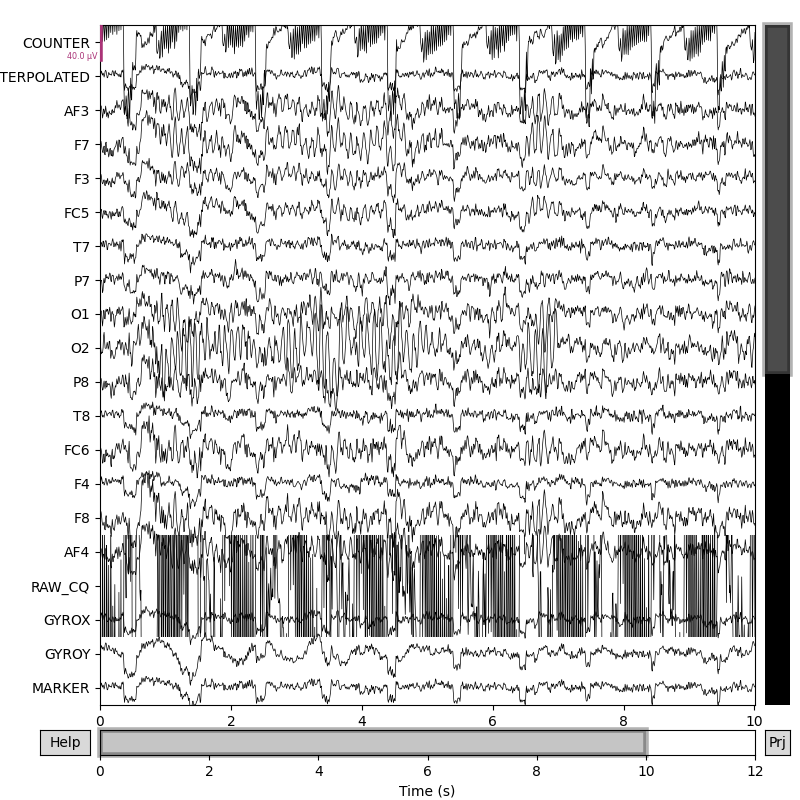 COUNTER
40.0 µV
TERPOLATED
AF3
F7
F3
FC5
T7
P7
O1
O2
P8
T8
FC6
F4
F8
AF4
RAW_CQ
GYROX
GYROY
MARKER
0 2 4 6 8 10
Help Prj
0 2 4 6 8 10 12
Time (s)